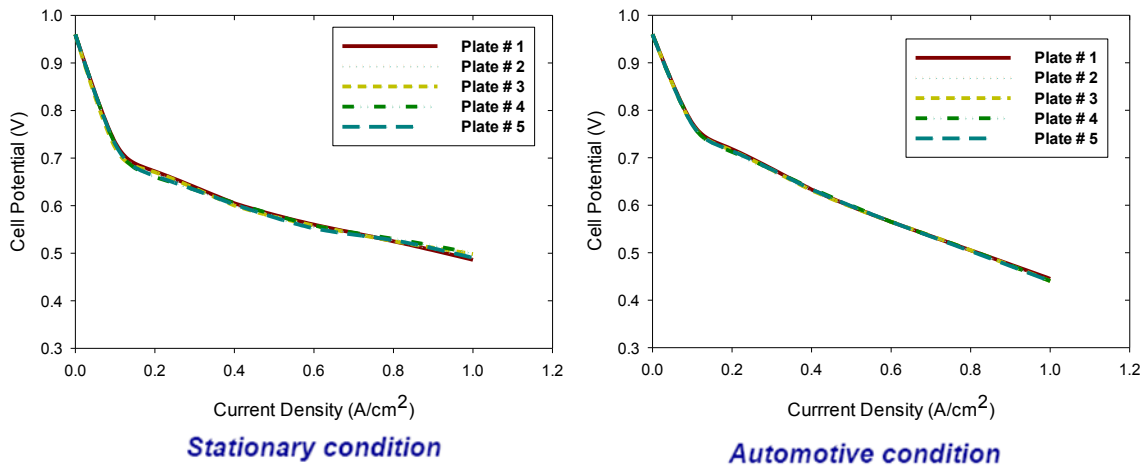 1.0
0.9
0.8
0.7
0.6
0.5
0.4
0.3
Cell Potential (V)
Plate # 1
Plate # 2
Plate # 3
Plate # 4
Plate # 5
0.0 0.2 0.4 0.6 0.8 1.0 1.2
Current Density (A/cm²)
Stationary condition
1.0
0.9
0.8
0.7
0.6
0.5
0.4
0.3
Cell Potential (V)
Plate # 1
Plate # 2
Plate # 3
Plate # 4
Plate # 5
0.0 0.2 0.4 0.6 0.8 1.0 1.2
Currrent Density (A/cm²)
Automotive condition